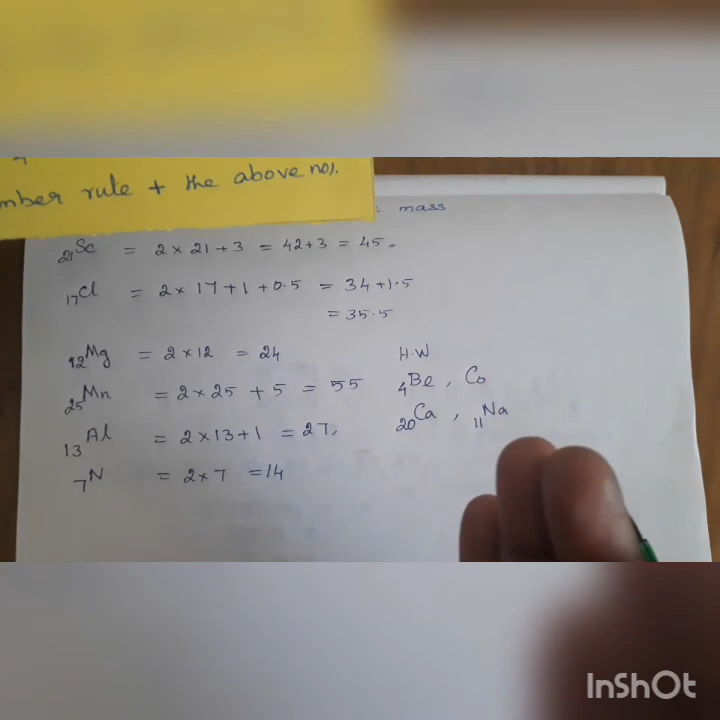 mber rule + the above no).
mass
21Sc = 2 × 21 + 3 = 42 + 3 = 45.
17Cl = 2 × 17 + 1 + 0.5 = 34 + 1.5
= 35.5
12Mg = 2 × 12 = 24
25Mn = 2 × 25 + 5 = 55
13Al = 2 × 13 + 1 = 27,
7N = 2 × 7 = 14
H.W
4Be, Co
20Ca, 11Na
InShOt